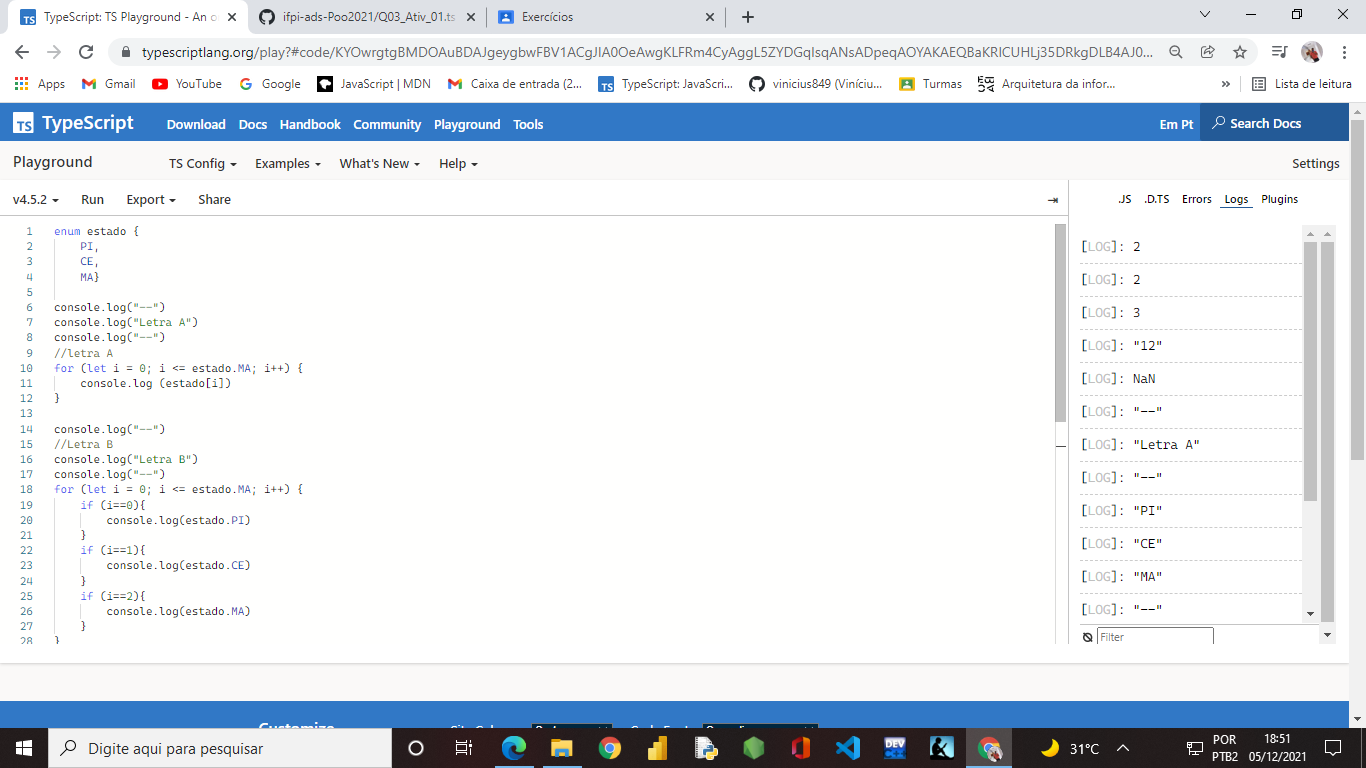 TypeScript: TS Playground - An o
ifpi-ads-Poo2021/Q03_Ativ_01.ts
Exercícios
typescriptlang.org/play?#code/KYOwrgtgBMDOAuBDAJgeygbwFBV1ACgJIA0OeAwgKLFRm4CyAggL5ZYDGqIsqANsADpeqAOYAKAEQBaKRICUHLj35DRkgDLB4AJ0...
Apps
Gmail
YouTube
Google
JavaScript | MDN
Caixa de entrada (2...
TypeScript: JavaScri...
vinicius849 (Viníciu...
Turmas
Arquitetura da infor...
»
Lista de leitura
TS TypeScript
Download
Docs
Handbook
Community
Playground
Tools
Em Pt
Search Docs
Playground
TS Config
Examples
What's New
Help
Settings
v4.5.2
Run
Export
Share
.JS
.D.TS
Errors
Logs
Plugins
1 enum estado {
2 PI,
3 CE,
4 MA}
5
6 console.log("--")
7 console.log("Letra A")
8 console.log("--")
9 //letra A
10 for (let i = 0; i <= estado.MA; i++) {
11 console.log (estado[i])
12 }
13
14 console.log("--")
15 //Letra B
16 console.log("Letra B")
17 console.log("--")
18 for (let i = 0; i <= estado.MA; i++) {
19 if (i==0){
20 console.log(estado.PI)
21 }
22 if (i==1){
23 console.log(estado.CE)
24 }
25 if (i==2){
26 console.log(estado.MA)
27 }
28 }
[LOG]: 2
[LOG]: 2
[LOG]: 3
[LOG]: "12"
[LOG]: NaN
[LOG]: "--"
[LOG]: "Letra A"
[LOG]: "--"
[LOG]: "PI"
[LOG]: "CE"
[LOG]: "MA"
[LOG]: "--"
Filter
Customize
Digite aqui para pesquisar
DEV
31°C
POR
PTB2
18:51
05/12/2021